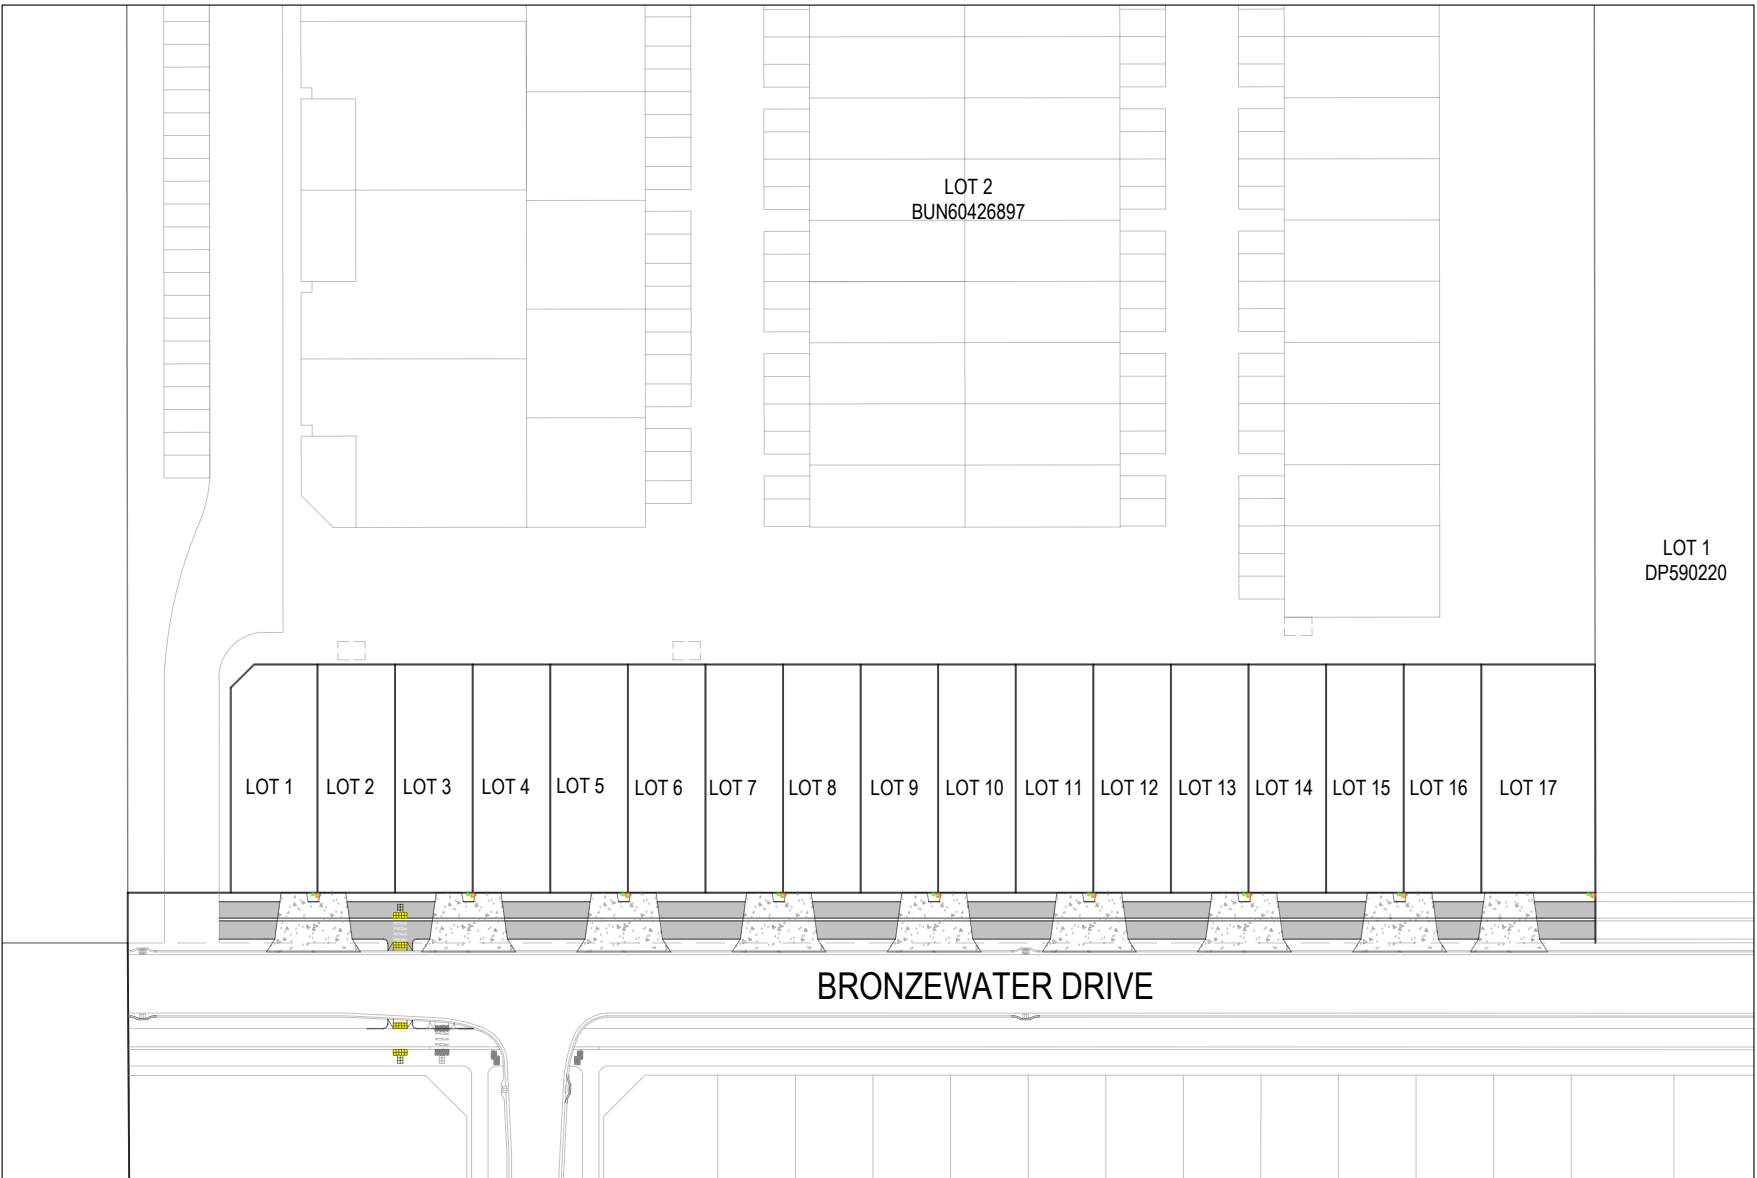 LOT 2
BUN60426897
LOT 1
DP590220
LOT 1
LOT 2
LOT 3
LOT 4
LOT 5
LOT 6
LOT 7
LOT 8
LOT 9
LOT 10
LOT 11
LOT 12
LOT 13
LOT 14
LOT 15
LOT 16
LOT 17
BRONZEWATER DRIVE